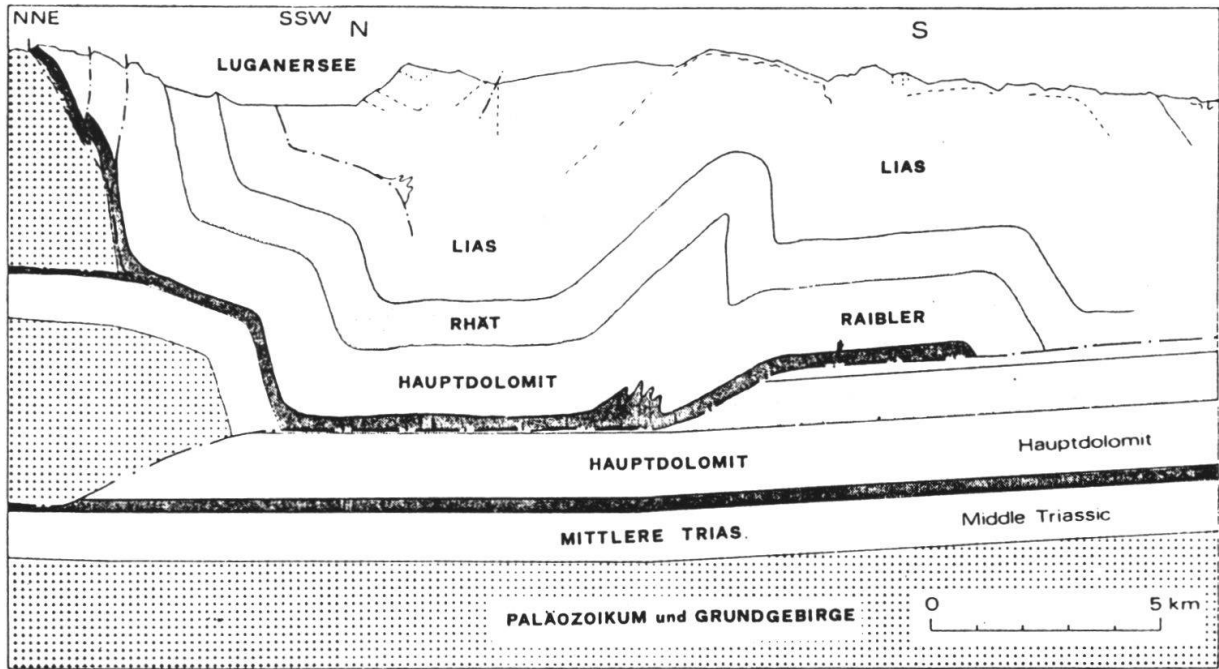 NNE SSW N S
LUGANERSEE
LIAS
LIAS
RHÄT
RAIBLER
HAUPTDOLOMIT
HAUPTDOLOMIT
Hauptdolomit
MITTLERE TRIAS.
Middle Triassic
PALÄOZOIKUM und GRUNDGEBIRGE
0 5 km